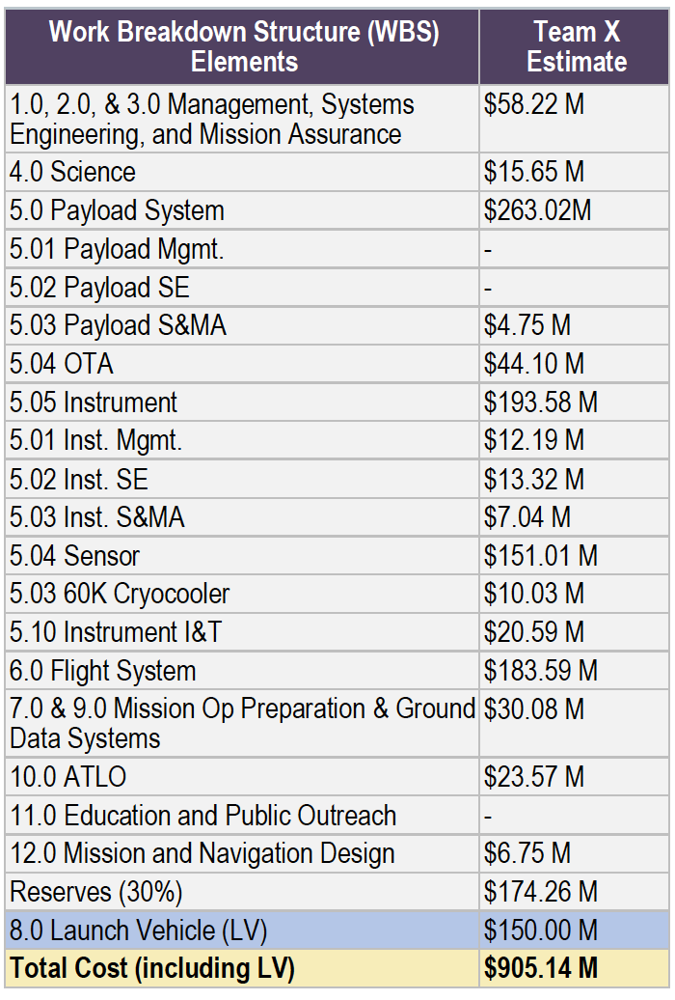 Work Breakdown Structure (WBS)
Elements
Team X
Estimate
1.0, 2.0, & 3.0 Management, Systems
Engineering, and Mission Assurance
$58.22 M
4.0 Science
$15.65 M
5.0 Payload System
$263.02M
5.01 Payload Mgmt.
-
5.02 Payload SE
-
5.03 Payload S&MA
$4.75 M
5.04 OTA
$44.10 M
5.05 Instrument
$193.58 M
5.01 Inst. Mgmt.
$12.19 M
5.02 Inst. SE
$13.32 M
5.03 Inst. S&MA
$7.04 M
5.04 Sensor
$151.01 M
5.03 60K Cryocooler
$10.03 M
5.10 Instrument I&T
$20.59 M
6.0 Flight System
$183.59 M
7.0 & 9.0 Mission Op Preparation & Ground
Data Systems
$30.08 M
10.0 ATLO
$23.57 M
11.0 Education and Public Outreach
-
12.0 Mission and Navigation Design
$6.75 M
Reserves (30%)
$174.26 M
8.0 Launch Vehicle (LV)
$150.00 M
Total Cost (including LV)
$905.14 M